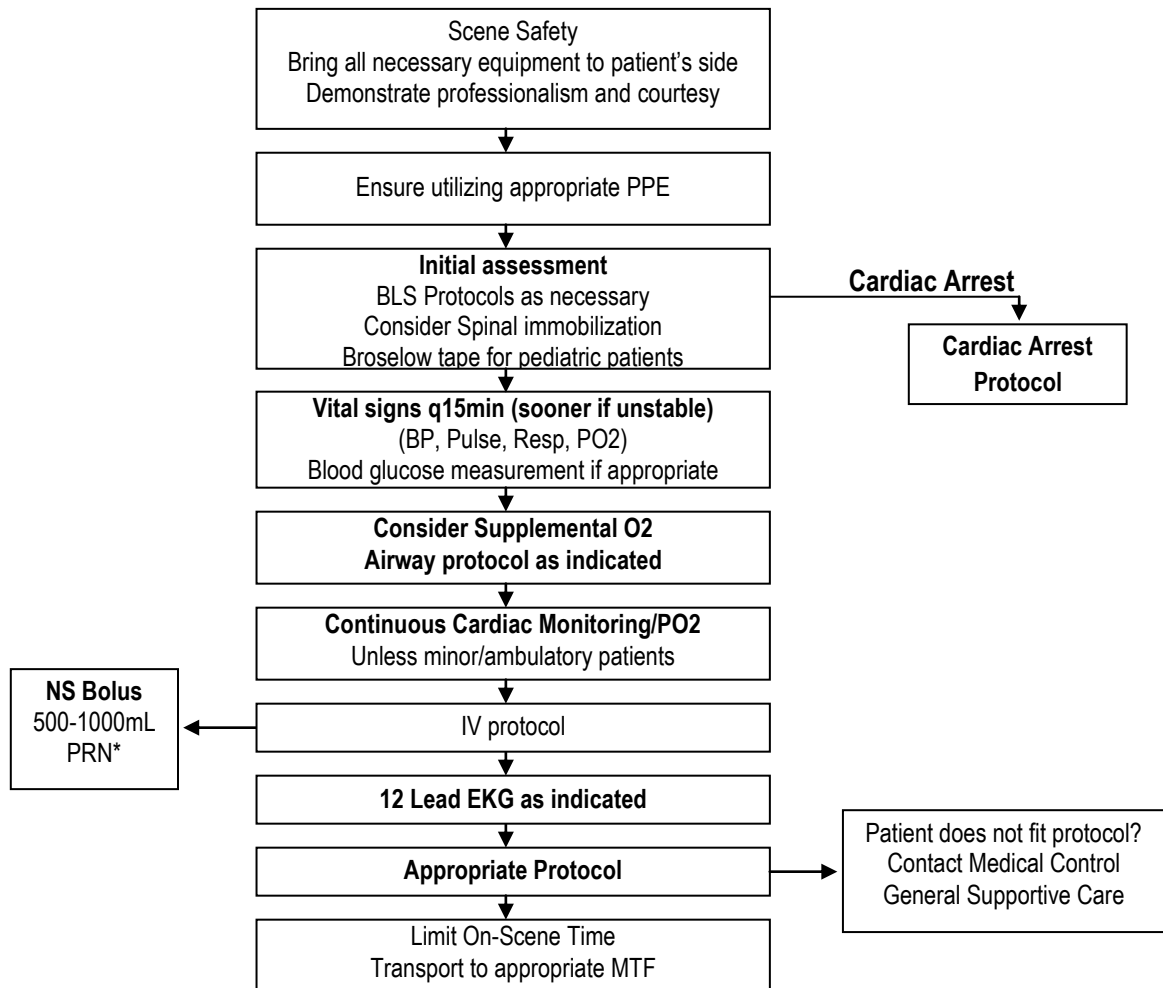 Scene Safety
Bring all necessary equipment to patient’s side
Demonstrate professionalism and courtesy
Ensure utilizing appropriate PPE
Initial assessment
BLS Protocols as necessary
Consider Spinal immobilization
Broselow tape for pediatric patients
Cardiac Arrest
Cardiac Arrest
Protocol
Vital signs q15min (sooner if unstable)
(BP, Pulse, Resp, PO2)
Blood glucose measurement if appropriate
Consider Supplemental O2
Airway protocol as indicated
Continuous Cardiac Monitoring/PO2
Unless minor/ambulatory patients
NS Bolus
500-1000mL
PRN*
IV protocol
12 Lead EKG as indicated
Appropriate Protocol
Patient does not fit protocol?
Contact Medical Control
General Supportive Care
Limit On-Scene Time
Transport to appropriate MTF